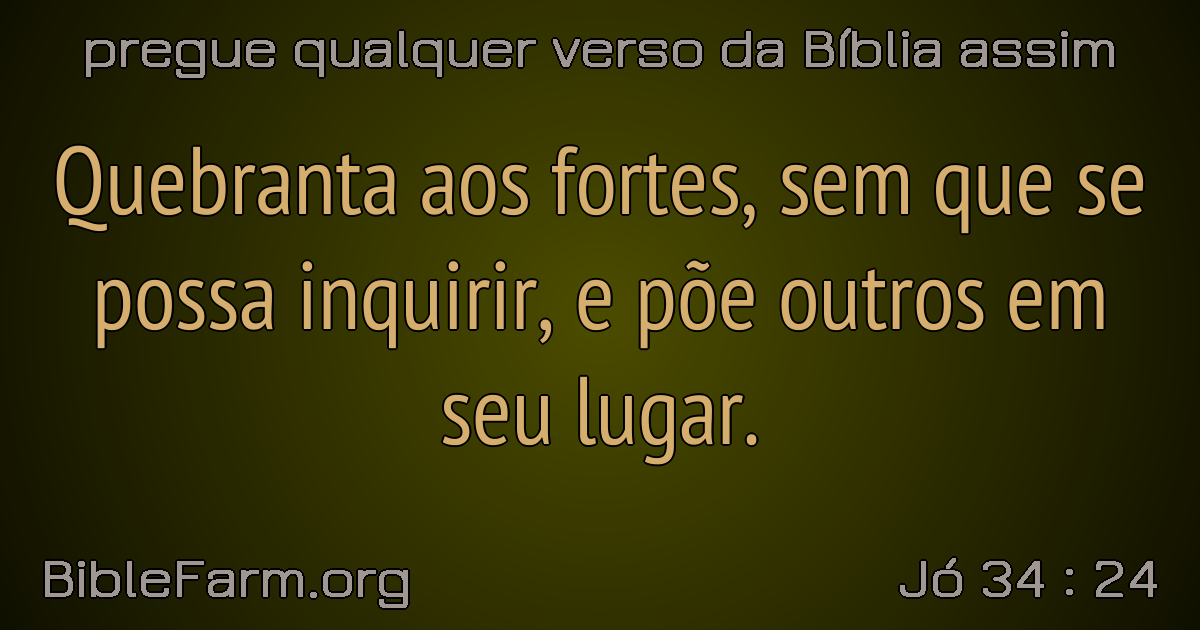 pregue qualquer verso da Bíblia assim
Quebranta aos fortes, sem que se
possa inquirir, e põe outros em
seu lugar.
BibleFarm.org
Jó 34 : 24